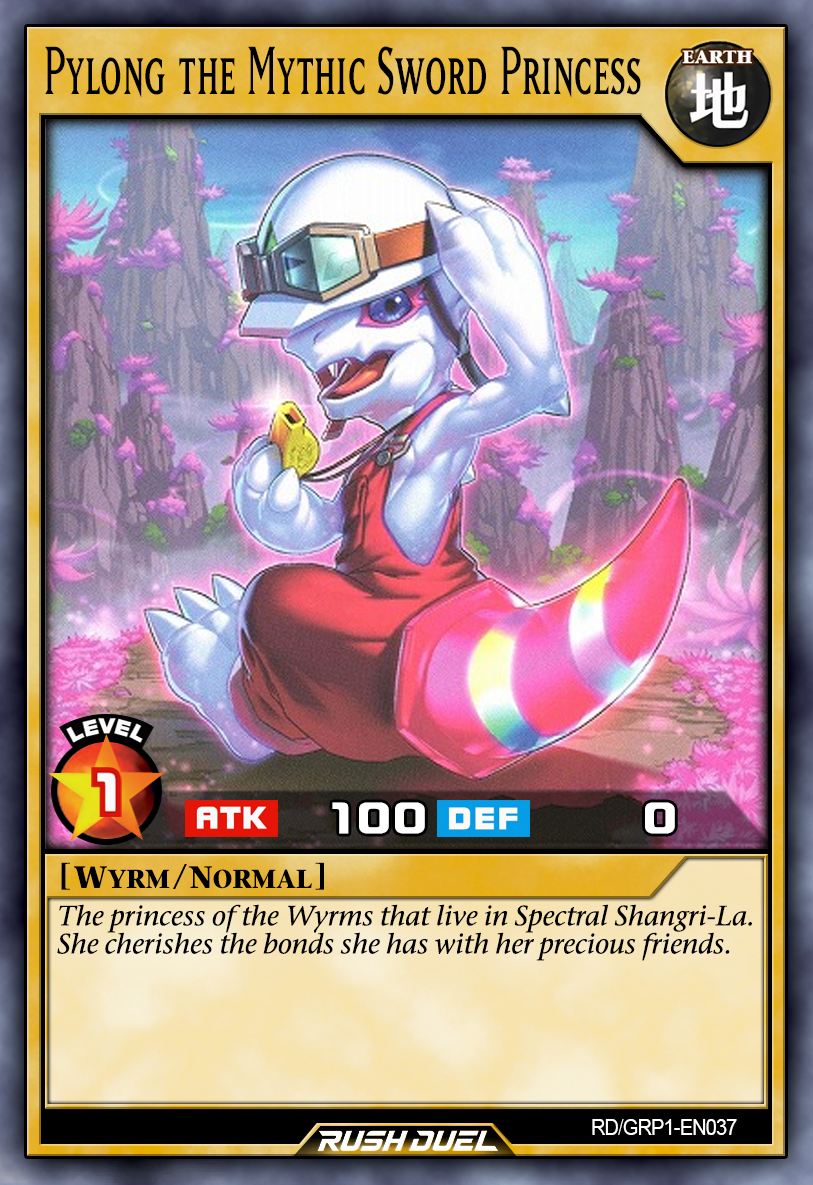 Pylong the Mythic Sword Princess
EARTH
地
LEVEL
1
ATK 100 DEF 0
[Wyrm/Normal]
The princess of the Wyrms that live in Spectral Shangri-La.
She cherishes the bonds she has with her precious friends.
RD/GRP1-EN037
RUSH DUEL